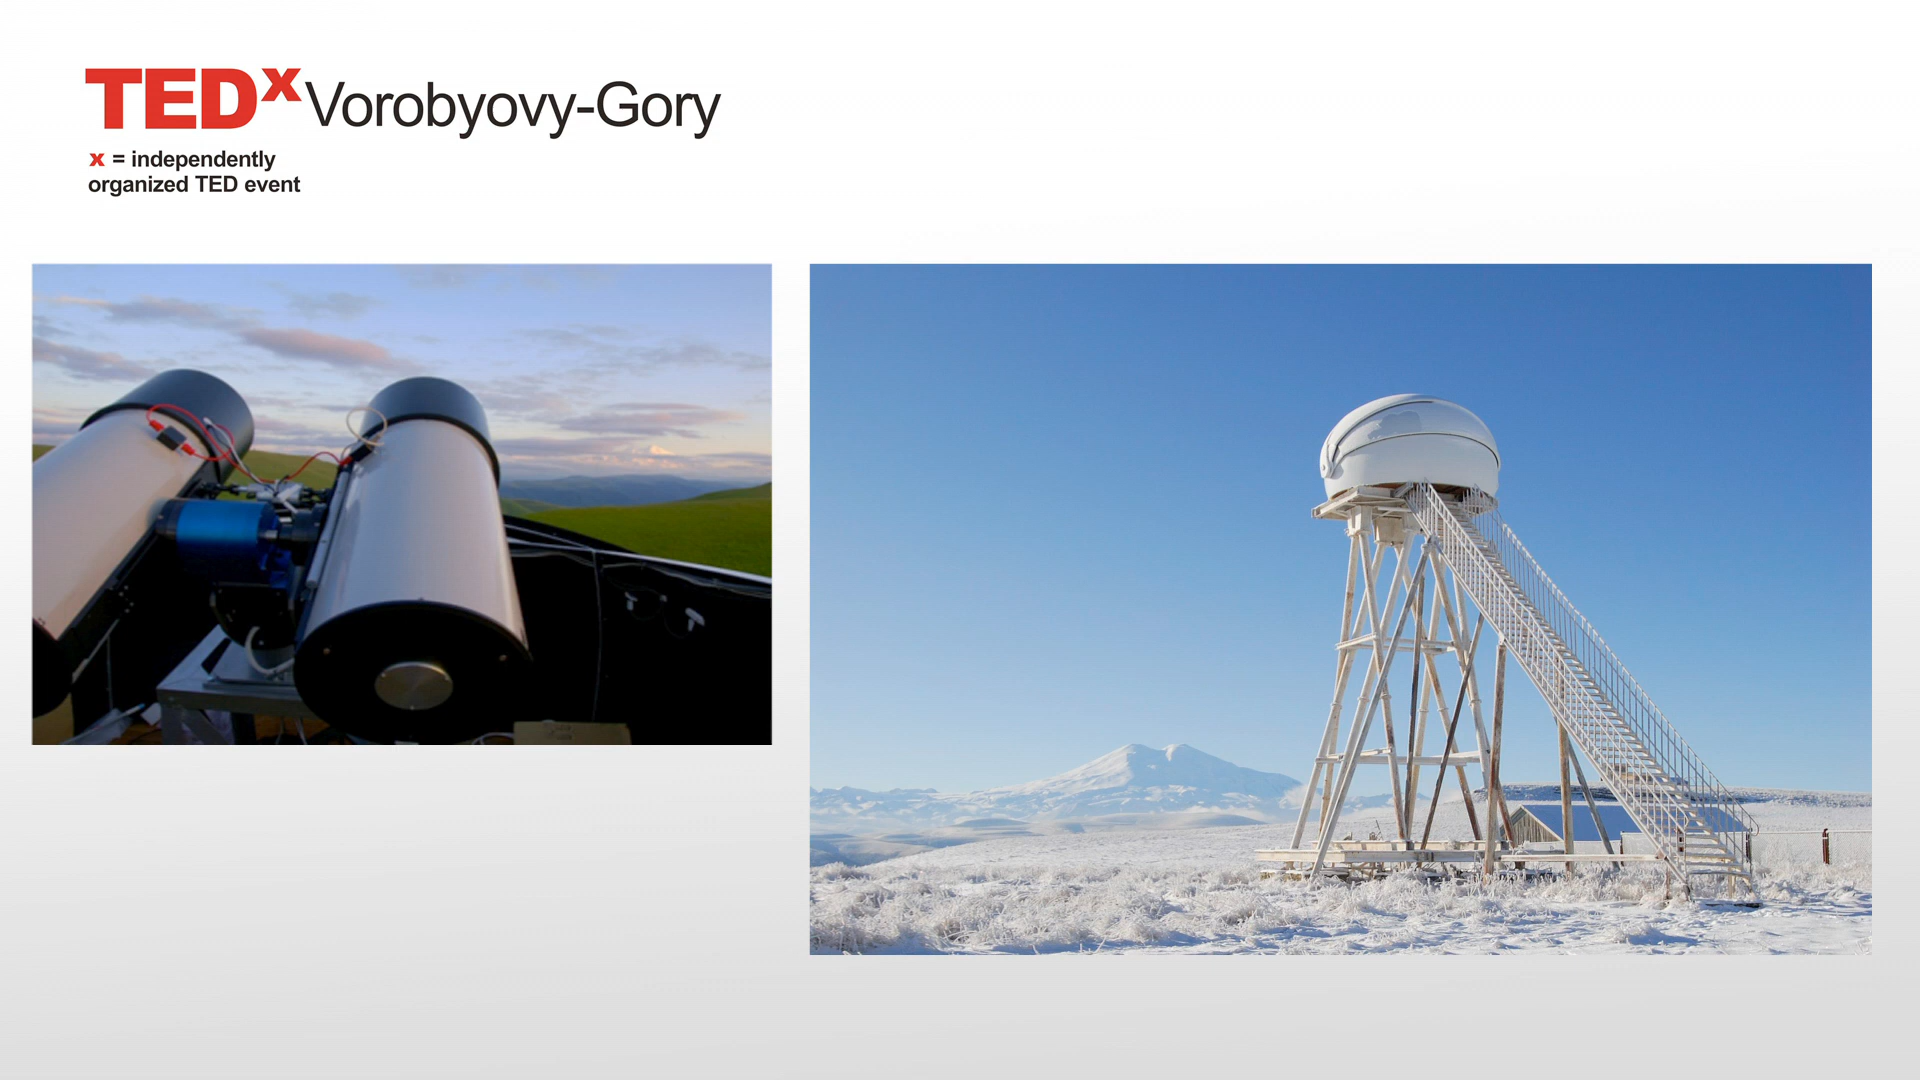 TEDxVorobyovy-Gory
x = independently
organized TED event